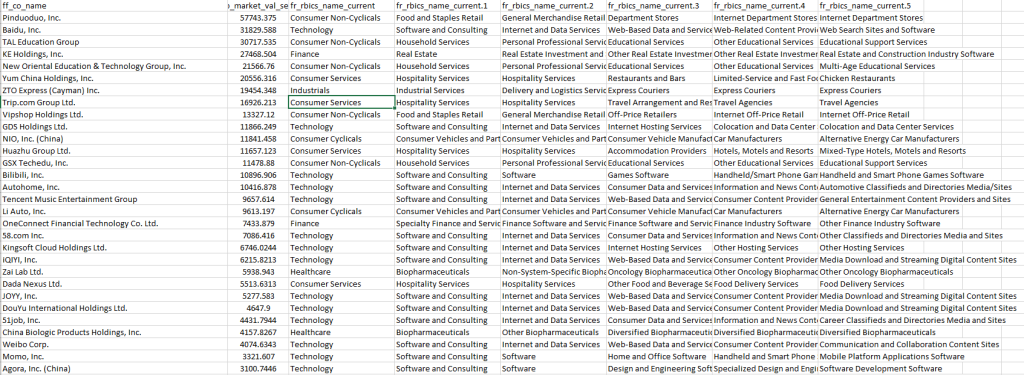 ff_co_name p_market_val_se fr_rbics_name_current fr_rbics_name_current.1 fr_rbics_name_current.2 fr_rbics_name_current.3 fr_rbics_name_current.4 fr_rbics_name_current.5
Pinduoduo, Inc. 57743.375 Consumer Non-Cyclicals Food and Staples Retail General Merchandise Retail Department Stores Internet Department Stores Internet Department Stores
Baidu, Inc. 31829.588 Technology Software and Consulting Internet and Data Services Web-Based Data and Service Web-Related Content Provi Web Search Sites and Software
TAL Education Group 30717.535 Consumer Non-Cyclicals Household Services Personal Professional Servic Educational Services Other Educational Services Educational Support Services
KE Holdings, Inc. 27468.504 Finance Real Estate Real Estate Investment and Other Real Estate Investmer Other Real Estate Investmer Real Estate and Construction Industry Software
New Oriental Education & Technology Group, Inc. 21566.76 Consumer Non-Cyclicals Household Services Personal Professional Servic Educational Services Other Educational Services Multi-Age Educational Services
Yum China Holdings, Inc. 20556.316 Consumer Services Hospitality Services Hospitality Services Restaurants and Bars Limited-Service and Fast Fo Chicken Restaurants
ZTO Express (Cayman) Inc. 19454.348 Industrials Industrial Services Delivery and Logistics Servic Express Couriers Express Couriers Express Couriers
Trip.com Group Ltd. 16926.213 Consumer Services Hospitality Services Hospitality Services Travel Arrangement and Res Travel Agencies Travel Agencies
Vipshop Holdings Ltd. 13327.12 Consumer Non-Cyclicals Food and Staples Retail General Merchandise Retail Off-Price Retailers Internet Off-Price Retail Internet Off-Price Retail
GDS Holdings Ltd. 11866.249 Technology Software and Consulting Internet and Data Services Internet Hosting Services Colocation and Data Center Colocation and Data Center Services
NIO, Inc. (China) 11841.458 Consumer Cyclicals Consumer Vehicles and Part Consumer Vehicles and Part Consumer Vehicle Manufact Car Manufacturers Alternative Energy Car Manufacturers
Huazhu Group Ltd. 11657.123 Consumer Services Hospitality Services Hospitality Services Accommodation Providers Hotels, Motels and Resorts Mixed-Type Hotels, Motels and Resorts
GSX Techedu, Inc. 11478.88 Consumer Non-Cyclicals Household Services Personal Professional Servic Educational Services Other Educational Services Educational Support Services
Bilibili, Inc. 10896.906 Technology Software and Consulting Software Games Software Handheld/Smart Phone Gar Handheld and Smart Phone Games Software
Autohome, Inc. 10416.878 Technology Software and Consulting Internet and Data Services Consumer Data and Services Information and News Conti Automotive Classifieds and Directories Media/Sites
Tencent Music Entertainment Group 9657.614 Technology Software and Consulting Internet and Data Services Web-Based Data and Service Consumer Content Provider General Entertainment Content Providers and Sites
Li Auto, Inc. 9613.197 Consumer Cyclicals Consumer Vehicles and Part Consumer Vehicles and Part Consumer Vehicle Manufact Car Manufacturers Alternative Energy Car Manufacturers
OneConnect Financial Technology Co. Ltd. 7433.879 Finance Specialty Finance and Servic Finance Software and Servic Finance Software and Servic Finance Industry Software Other Finance Industry Software
58.com Inc. 7086.416 Technology Software and Consulting Internet and Data Services Consumer Data and Services Information and News Conti Other Classifieds and Directories Media and Sites
Kingsoft Cloud Holdings Ltd. 6746.0244 Technology Software and Consulting Internet and Data Services Internet Hosting Services Other Hosting Services Other Hosting Services
iQIYI, Inc. 6215.8213 Technology Software and Consulting Internet and Data Services Web-Based Data and Service Consumer Content Provider Media Download and Streaming Digital Content Sites
Zai Lab Ltd. 5938.943 Healthcare Biopharmaceuticals Non-System-Specific Biopha Oncology Biopharmaceutica Other Oncology Biopharmac Other Oncology Biopharmaceuticals
Dada Nexus Ltd. 5513.6313 Consumer Services Hospitality Services Hospitality Services Other Food and Beverage Se Food Delivery Services Food Delivery Services
JOYY, Inc. 5277.583 Technology Software and Consulting Internet and Data Services Web-Based Data and Service Consumer Content Provider Media Download and Streaming Digital Content Sites
DouYu International Holdings Ltd. 4647.9 Technology Software and Consulting Internet and Data Services Web-Based Data and Service Consumer Content Provider Media Download and Streaming Digital Content Sites
51job, Inc. 4431.7944 Technology Software and Consulting Internet and Data Services Consumer Data and Services Information and News Conti Career Classifieds and Directories Media and Sites
China Biologic Products Holdings, Inc. 4157.8267 Healthcare Biopharmaceuticals Other Biopharmaceuticals Diversified Biopharmaceutic Diversified Biopharmaceutic Diversified Biopharmaceuticals
Weibo Corp. 4074.6343 Technology Software and Consulting Internet and Data Services Web-Based Data and Service Consumer Content Provider Communication and Collaboration Content Sites
Momo, Inc. 3321.607 Technology Software and Consulting Software Home and Office Software Handheld and Smart Phone Mobile Platform Applications Software
Agora, Inc. (China) 3100.7446 Technology Software and Consulting Software Design and Engineering Soft Specialized Design and Engi Software Development Software